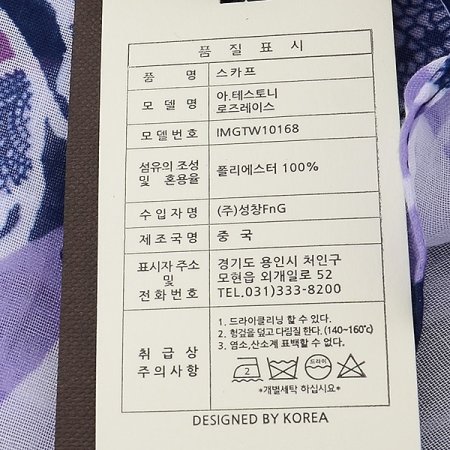 품 질 표 시
품 명 스카프
모 델 명 아.테스토니
로즈레이스
모 델 번 호 IMGTW10168
섬유의 조성
및 혼용율 폴리에스터 100%
수 입 자 명 (주)성창FnG
제 조 국 명 중 국
표시자 주소
및
전 화 번 호 경기도 용인시 처인구
모현읍 외개일로 52
TEL.031)333-8200
취 급 상
주 의 사 항 1. 드라이클리닝 할 수 있다.
2. 헝겊을 덮고 다림질 한다. (140~160℃)
3. 염소,산소계 표백할 수 없다.
2 드라이
*개별세탁 하십시요*
DESIGNED BY KOREA